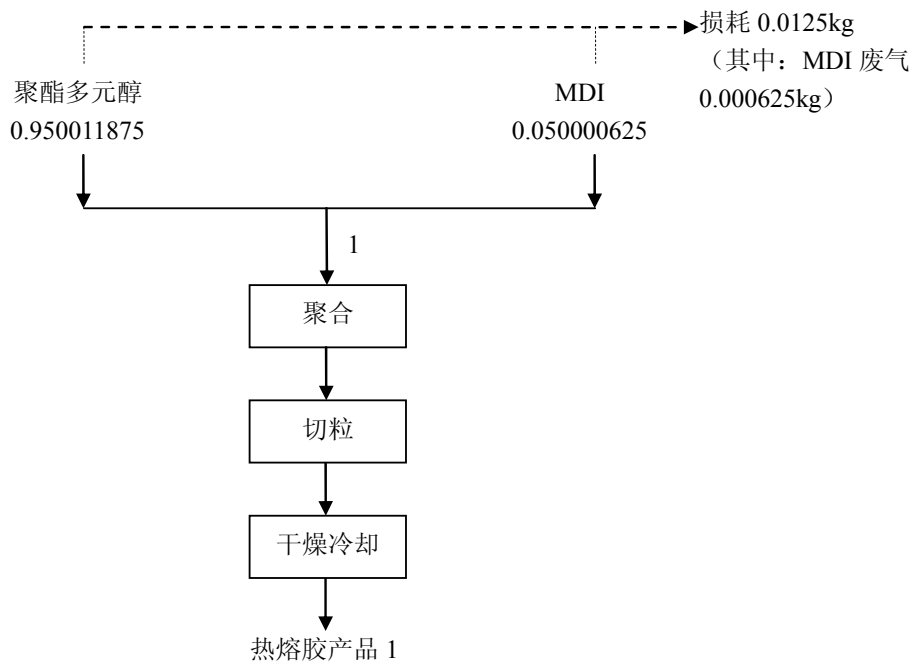 损耗 0.0125kg
（其中：MDI 废气
0.000625kg）
聚酯多元醇
0.950011875
MDI
0.050000625
1
聚合
切粒
干燥冷却
热熔胶产品 1